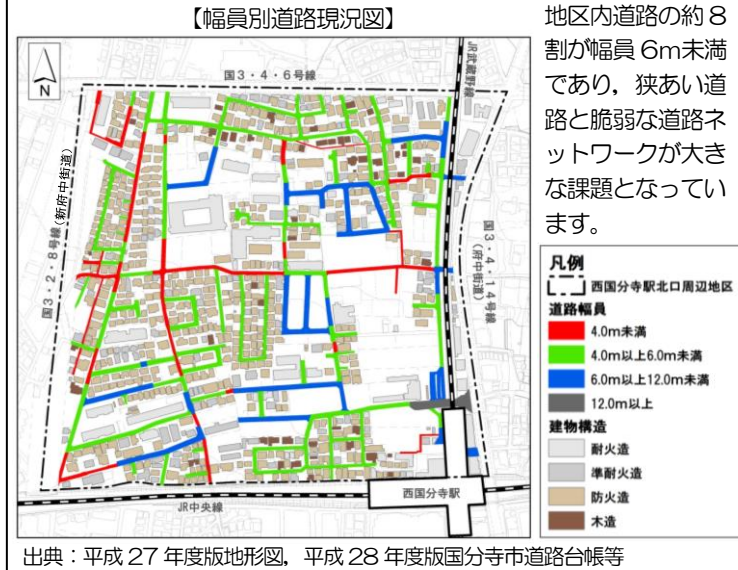 【幅員別道路現況図】
地区内道路の約8
割が幅員6m未満
であり，狭あい道
路と脆弱な道路ネ
ットワークが大き
な課題となってい
ます。
N
国3・4・6号線
JR武蔵野線
国3・2・8号線(新府中街道)
国3・4・14号線
(府中街道)
JR中央線
西国分寺駅
凡例
西国分寺駅北口周辺地区
道路幅員
4.0m未満
4.0m以上6.0m未満
6.0m以上12.0m未満
12.0m以上
建物構造
耐火造
準耐火造
防火造
木造
出典：平成27年度版地形図，平成28年度版国分寺市道路台帳等